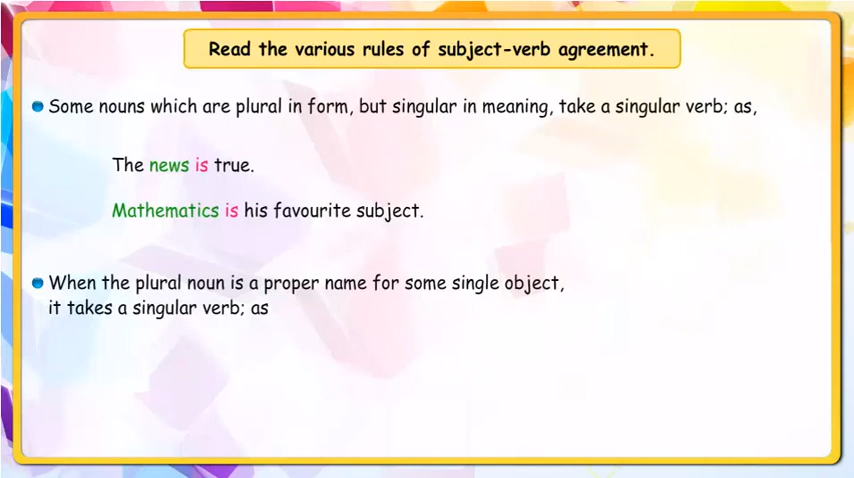 Read the various rules of subject-verb agreement.
Some nouns which are plural in form, but singular in meaning, take a singular verb; as,
The news is true.
Mathematics is his favourite subject.
When the plural noun is a proper name for some single object,
it takes a singular verb; as